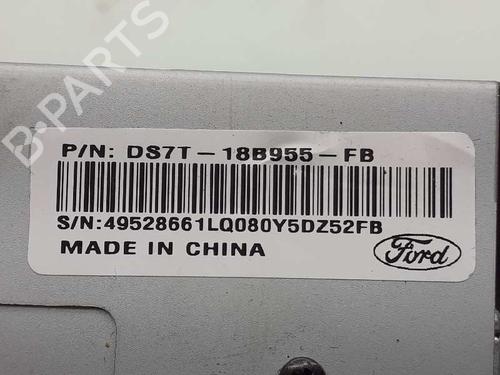 B-PARTS
P/N: DS7T-18B955-FB
S/N:49528661LQ080Y5DZ52FB
MADE IN CHINA
Ford